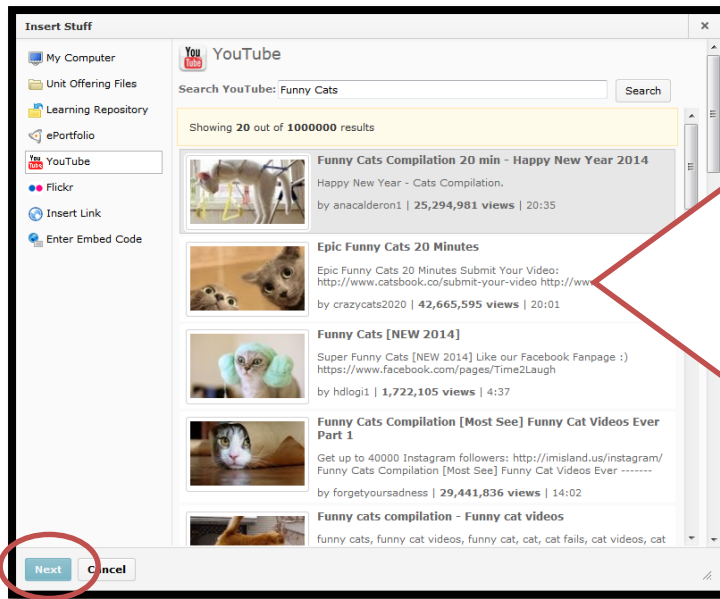 Insert Stuff
×
My Computer
Unit Offering Files
Learning Repository
ePortfolio
You Tube YouTube
Flickr
Insert Link
Enter Embed Code
You Tube YouTube
Search YouTube: Funny Cats Search
Showing 20 out of 1000000 results
Funny Cats Compilation 20 min - Happy New Year 2014
Happy New Year - Cats Compilation.
by anacalderon1 | 25,294,981 views | 20:35
Epic Funny Cats 20 Minutes
Epic Funny Cats 20 Minutes Submit Your Video:
http://www.catsbook.co/submit-your-video http://www
by crazycats2020 | 42,665,595 views | 20:01
Funny Cats [NEW 2014]
Super Funny Cats [NEW 2014] Like our Facebook Fanpage :)
https://www.facebook.com/pages/Time2Laugh
by hdlogi1 | 1,722,105 views | 4:37
Funny Cats Compilation [Most See] Funny Cat Videos Ever
Part 1
Get up to 40000 Instagram followers: http://imisland.us/instagram/
Funny Cats Compilation [Most See] Funny Cat Videos Ever -------
by forgetyoursadness | 29,441,836 views | 14:02
Funny cats compilation - Funny cat videos
funny cats, funny cat videos, funny cat, cat, cat fails, cat videos, cat
Next Cancel